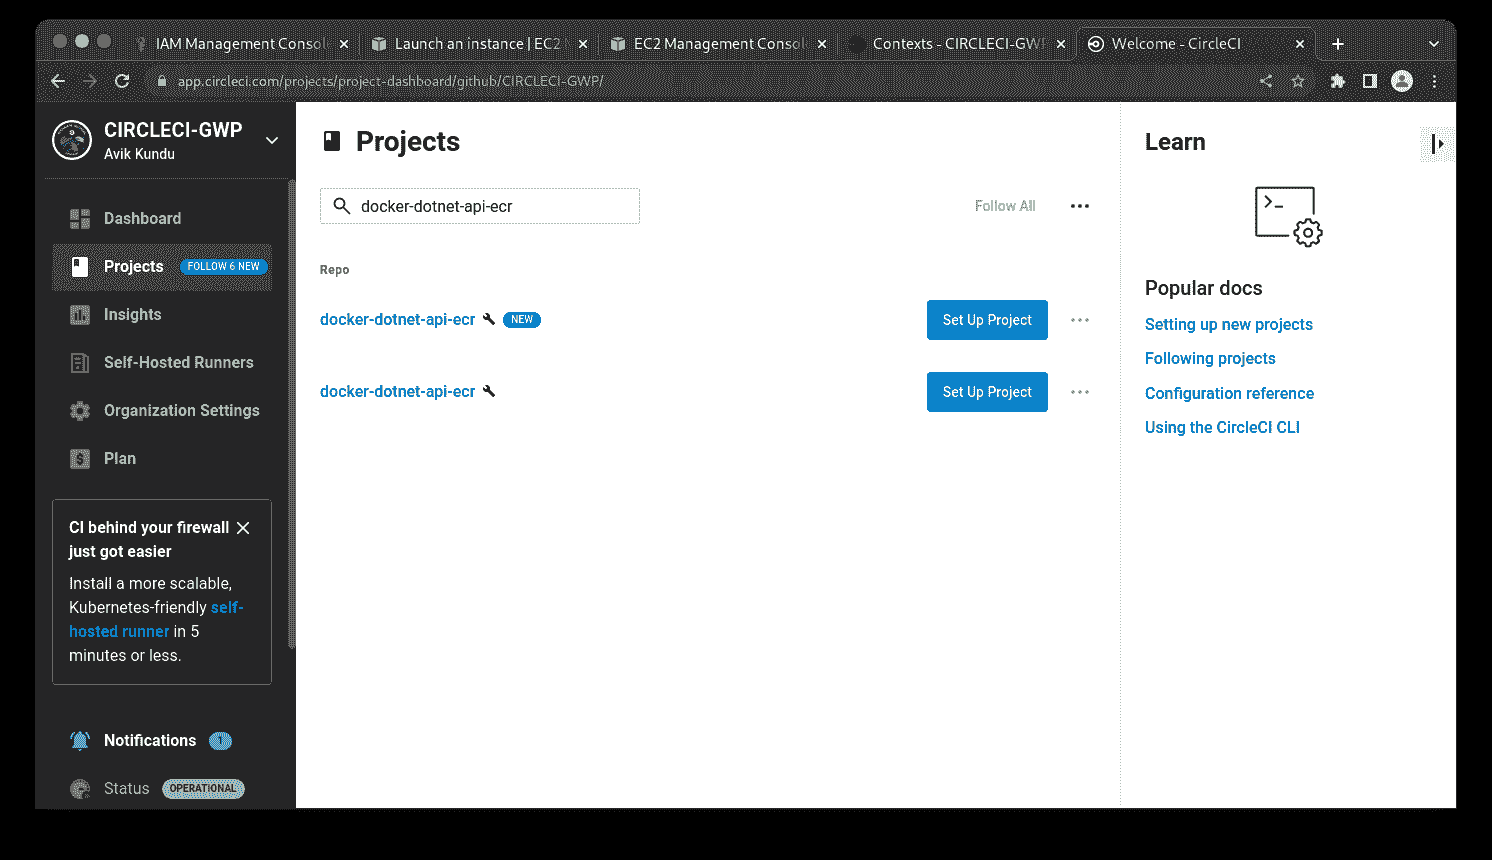 IAM Management Consol
Launch an instance | EC2 M
EC2 Management Consol
Contexts - CIRCLECI-GWP
Welcome - CircleCI
app.circleci.com/projects/project-dashboard/github/CIRCLECI-GWP/
CIRCLECI-GWP
Avik Kundu
Dashboard
Projects FOLLOW 6 NEW
Insights
Self-Hosted Runners
Organization Settings
Plan
CI behind your firewall
just got easier
Install a more scalable,
Kubernetes-friendly self-
hosted runner in 5
minutes or less.
Notifications 1
Status OPERATIONAL
Projects
docker-dotnet-api-ecr
Follow All
Repo
docker-dotnet-api-ecr NEW Set Up Project
docker-dotnet-api-ecr Set Up Project
Learn
Popular docs
Setting up new projects
Following projects
Configuration reference
Using the CircleCI CLI